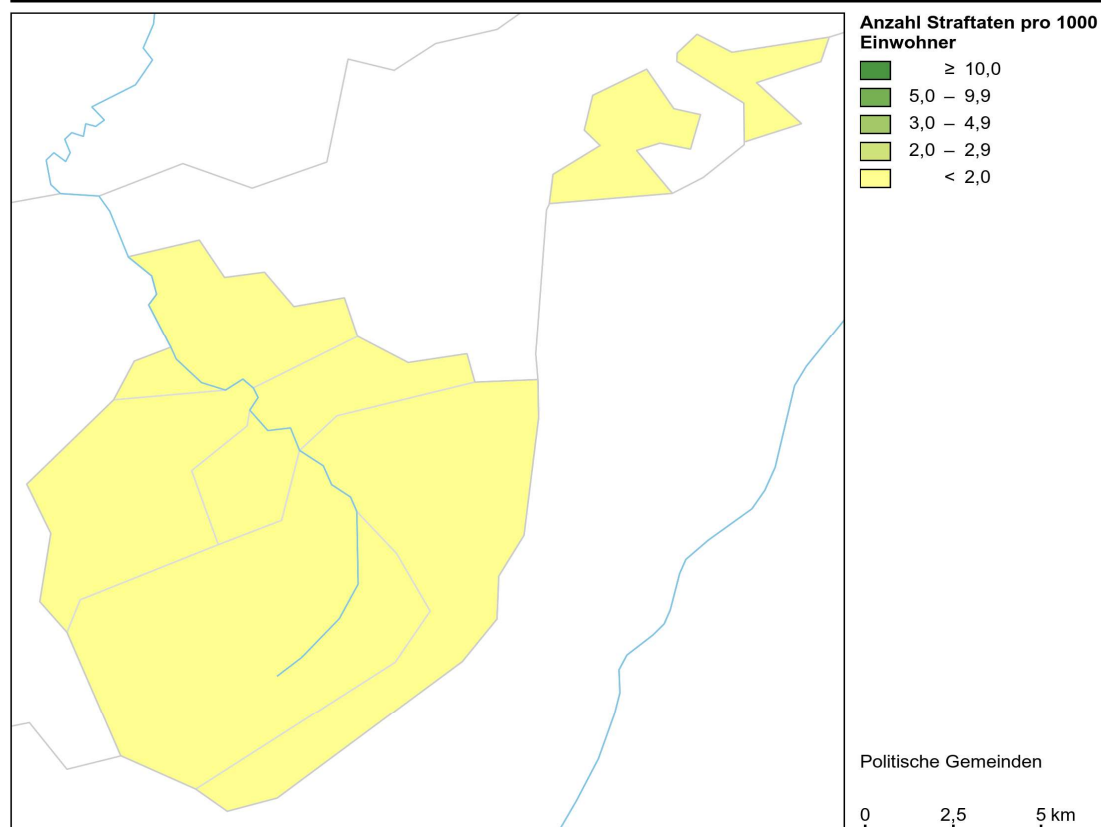 Anzahl Straftaten pro 1000
Einwohner
≥ 10,0
5,0 – 9,9
3,0 – 4,9
2,0 – 2,9
< 2,0
Politische Gemeinden
0 2,5 5 km